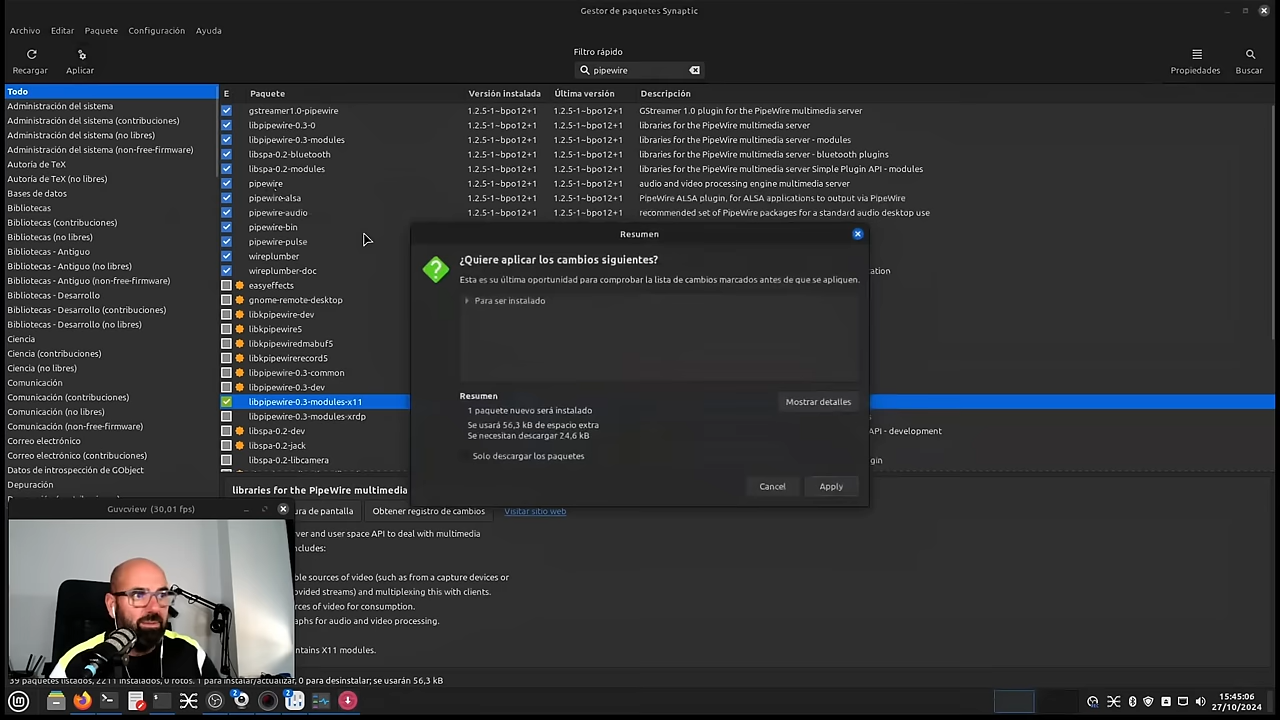 Gestor de paquetes Synaptic
Archivo Editar Paquete Configuración Ayuda
Recargar Aplicar
Filtro rápido
pipewire
Propiedades Buscar
Todo
Administración del sistema
Administración del sistema (contribuciones)
Administración del sistema (no libres)
Administración del sistema (non-free-firmware)
Autoría de TeX
Autoría de TeX (no libres)
Bases de datos
Bibliotecas
Bibliotecas (contribuciones)
Bibliotecas (no libres)
Bibliotecas - Antiguo
Bibliotecas - Antiguo (no libres)
Bibliotecas - Antiguo (non-free-firmware)
Bibliotecas - Desarrollo
Bibliotecas - Desarrollo (contribuciones)
Bibliotecas - Desarrollo (no libres)
Ciencia
Ciencia (contribuciones)
Ciencia (no libres)
Comunicación
Comunicación (contribuciones)
Comunicación (no libres)
Comunicación (non-free-firmware)
Correo electrónico
Correo electrónico (contribuciones)
Datos de introspección de GObject
Depuración
E Paquete Versión instalada Última versión Descripción
gstreamer1.0-pipewire 1.2.5-1~bpo12+1 1.2.5-1~bpo12+1 GStreamer 1.0 plugin for the PipeWire multimedia server
libpipewire-0.3-0 1.2.5-1~bpo12+1 1.2.5-1~bpo12+1 libraries for the PipeWire multimedia server
libpipewire-0.3-modules 1.2.5-1~bpo12+1 1.2.5-1~bpo12+1 libraries for the PipeWire multimedia server - modules
libspa-0.2-bluetooth 1.2.5-1~bpo12+1 1.2.5-1~bpo12+1 libraries for the PipeWire multimedia server - bluetooth plugins
libspa-0.2-modules 1.2.5-1~bpo12+1 1.2.5-1~bpo12+1 libraries for the PipeWire multimedia server Simple Plugin API - modules
pipewire 1.2.5-1~bpo12+1 1.2.5-1~bpo12+1 audio and video processing engine multimedia server
pipewire-alsa 1.2.5-1~bpo12+1 1.2.5-1~bpo12+1 PipeWire ALSA plugin, for ALSA applications to output via PipeWire
pipewire-audio 1.2.5-1~bpo12+1 1.2.5-1~bpo12+1 recommended set of PipeWire packages for a standard audio desktop use
pipewire-bin
pipewire-pulse
wireplumber
wireplumber-doc ation
easyeffects
gnome-remote-desktop
libkpipewire-dev
libkpipewire5
libkpipewiredmabuf5
libkpipewirerecord5
libpipewire-0.3-common
libpipewire-0.3-dev
libpipewire-0.3-modules-x11
libpipewire-0.3-modules-xrdp
libspa-0.2-dev API - development
libspa-0.2-jack
libspa-0.2-libcamera gin
Resumen
¿Quiere aplicar los cambios siguientes?
Esta es su última oportunidad para comprobar la lista de cambios marcados antes de que se apliquen.
Para ser instalado
Resumen
Mostrar detalles
1 paquete nuevo será instalado
Se usará 56,3 kB de espacio extra
Se necesitan descargar 24,6 kB
Solo descargar los paquetes
Cancel Apply
libraries for the PipeWire multimedia
ura de pantalla Obtener registro de cambios Visitar sitio web
rver and user space API to deal with multimedia
ncludes:
ble sources of video (such as from a capture devices or
ovided streams) and multiplexing this with clients.
rces of video for consumption.
aphs for audio and video processing.
ntains X11 modules.
Guvcview (30,01 fps)
39 paquetes listados, 2211 instalados, 0 rotos. 1 para instalar/actualizar, 0 para desinstalar; se usarán 56,3 kB
2
2
15:45:06
27/10/2024